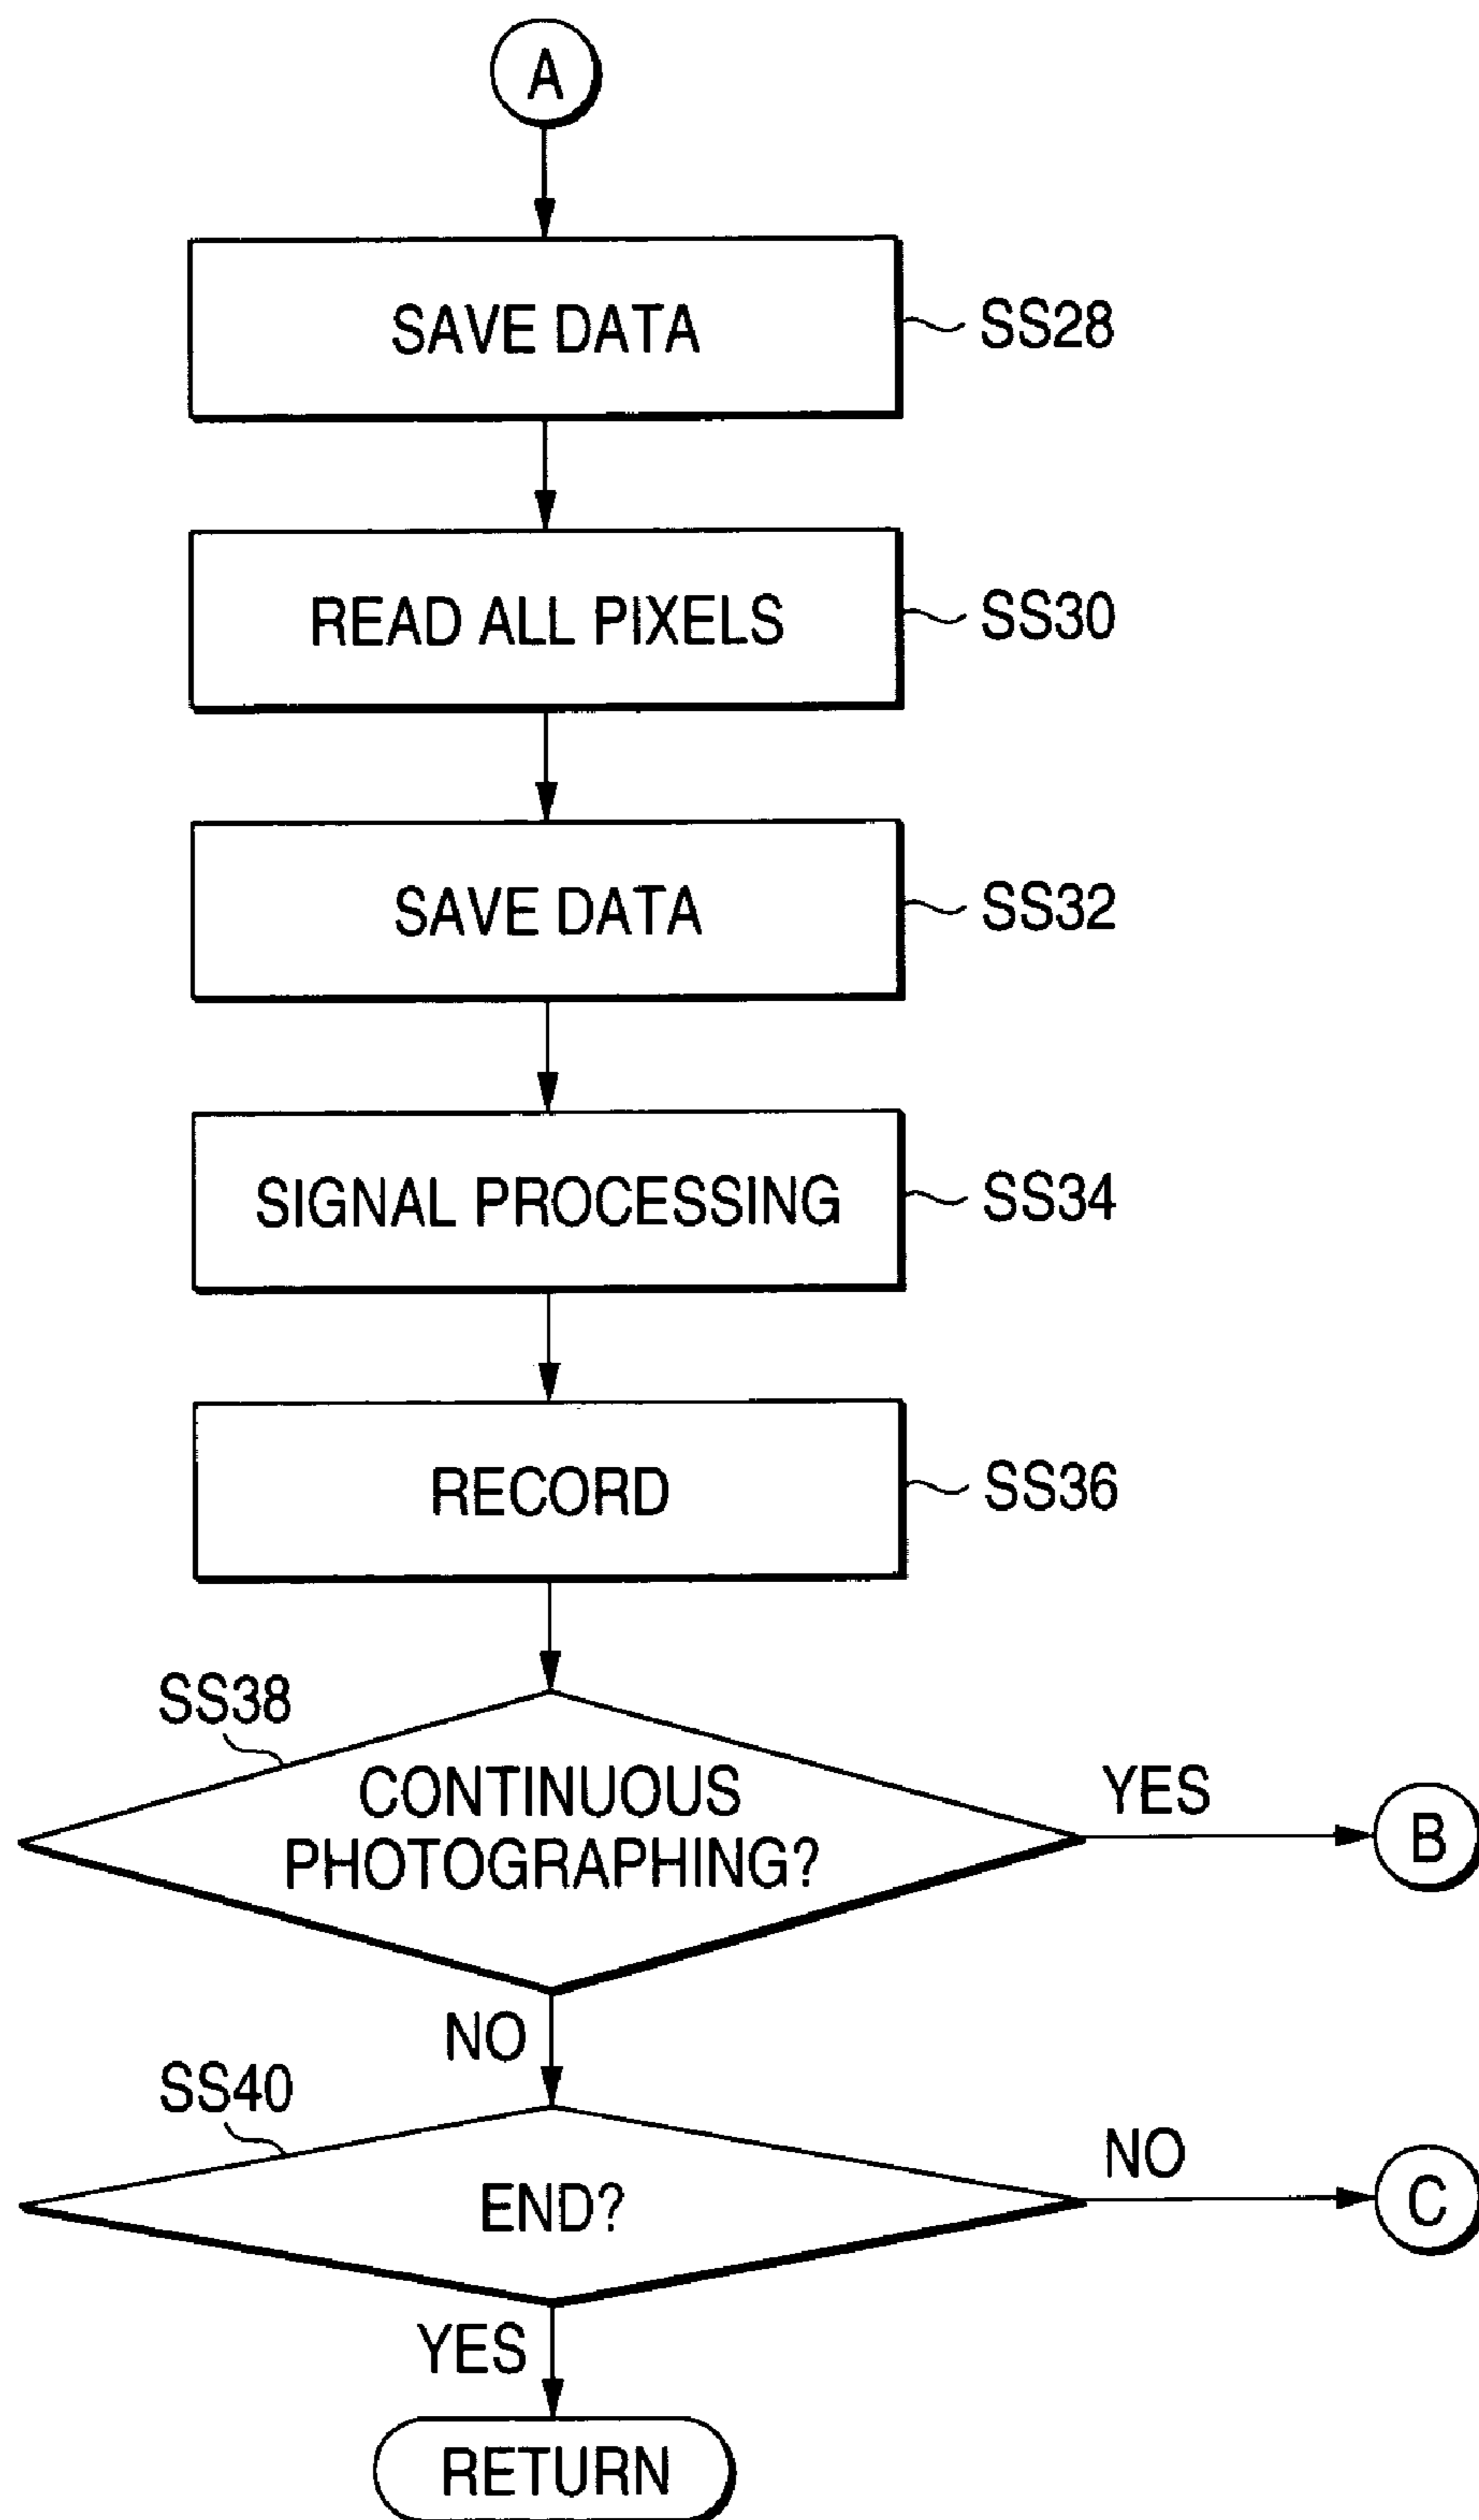 A
SAVE DATA
SS28
READ ALL PIXELS
SS30
SAVE DATA
SS32
SIGNAL PROCESSING
SS34
RECORD
SS36
SS38
CONTINUOUS
PHOTOGRAPHING?
YES
B
NO
SS40
END?
NO
C
YES
RETURN